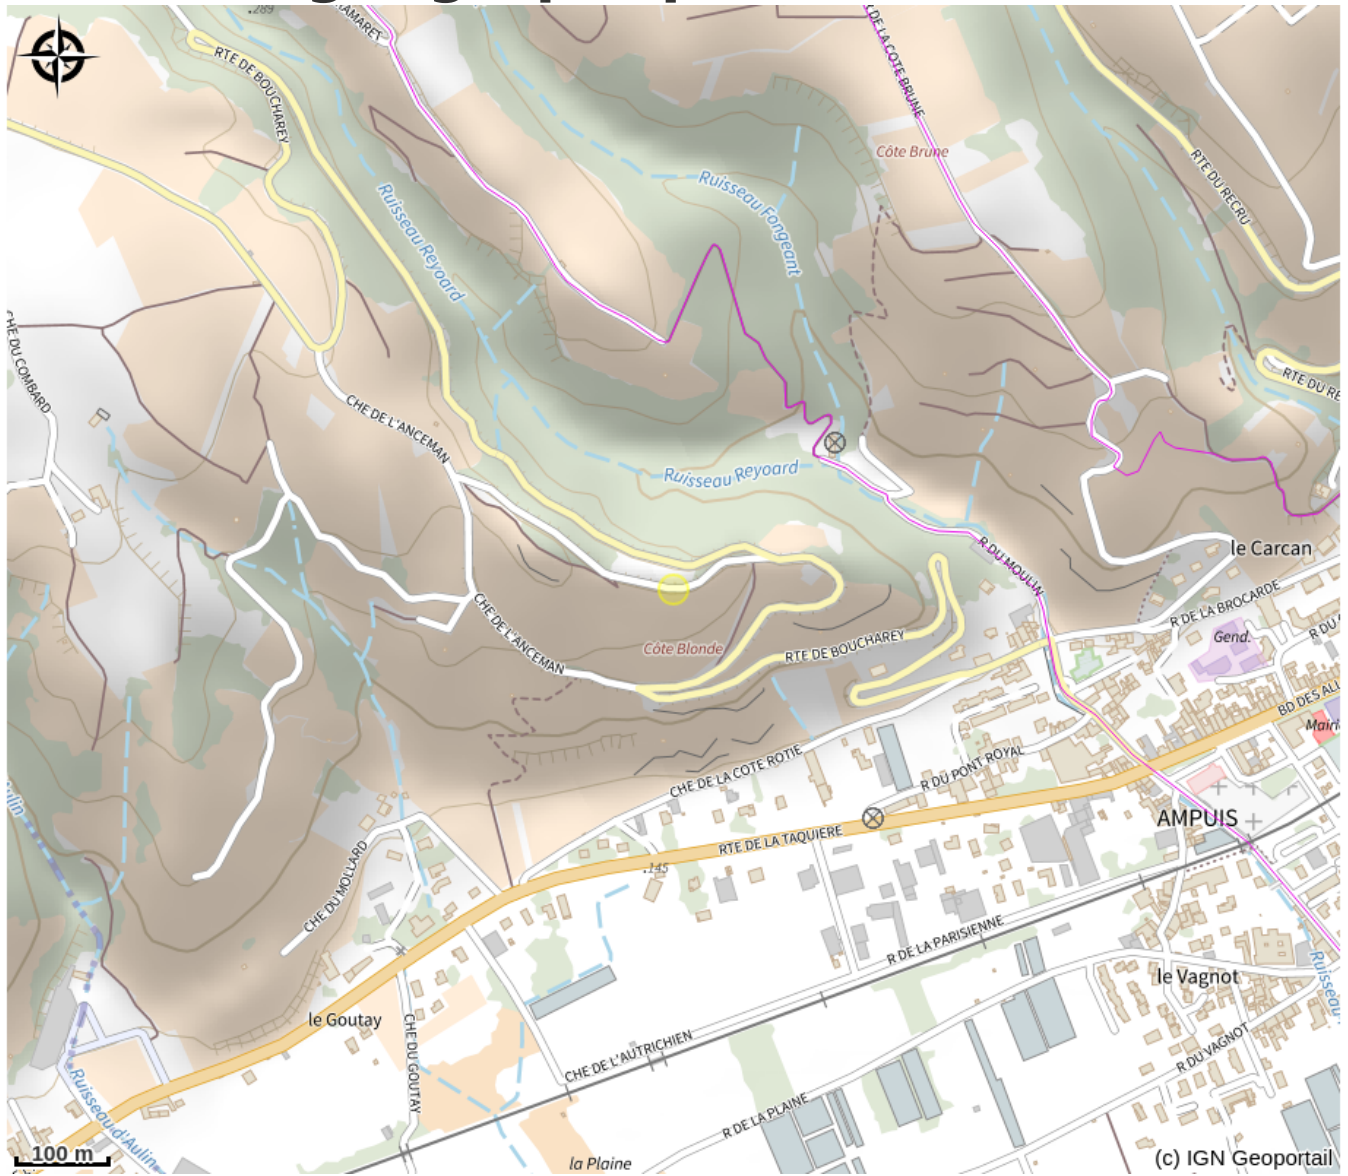 .289
RTE DE BOUCHAREY
DE LA COTE BRUNE
Côte Brune
RTE DU RECRU
Ruisseau Fongeant
Ruisseau Reyoard
CHE DU COMBARD
CHE DE L'ANCEMAN
RTE DU RE
Ruisseau Reyoard
R DU MOULIN
le Carcan
R DE LA BROCARDE
CHE DE L'ANCEMAN
Côte Blonde
RTE DE BOUCHAREY
Gend.
BD DES ALL
Mairi
CHE DE LA COTE ROTIE
R DU PONT ROYAL
AMPUIS
RTE DE LA TAQUIERE
.145
CHE DU MOLLARD
R DE LA PARISIENNE
le Vagnot
Ruisseau
le Goutay
CHE DU GOUTAY
CHE DE L'AUTRICHIEN
R DU VAGNOT
Ruisseau d'Aulin
R DE LA PLAINE
100 m
la Plaine
(c) IGN Geoportail